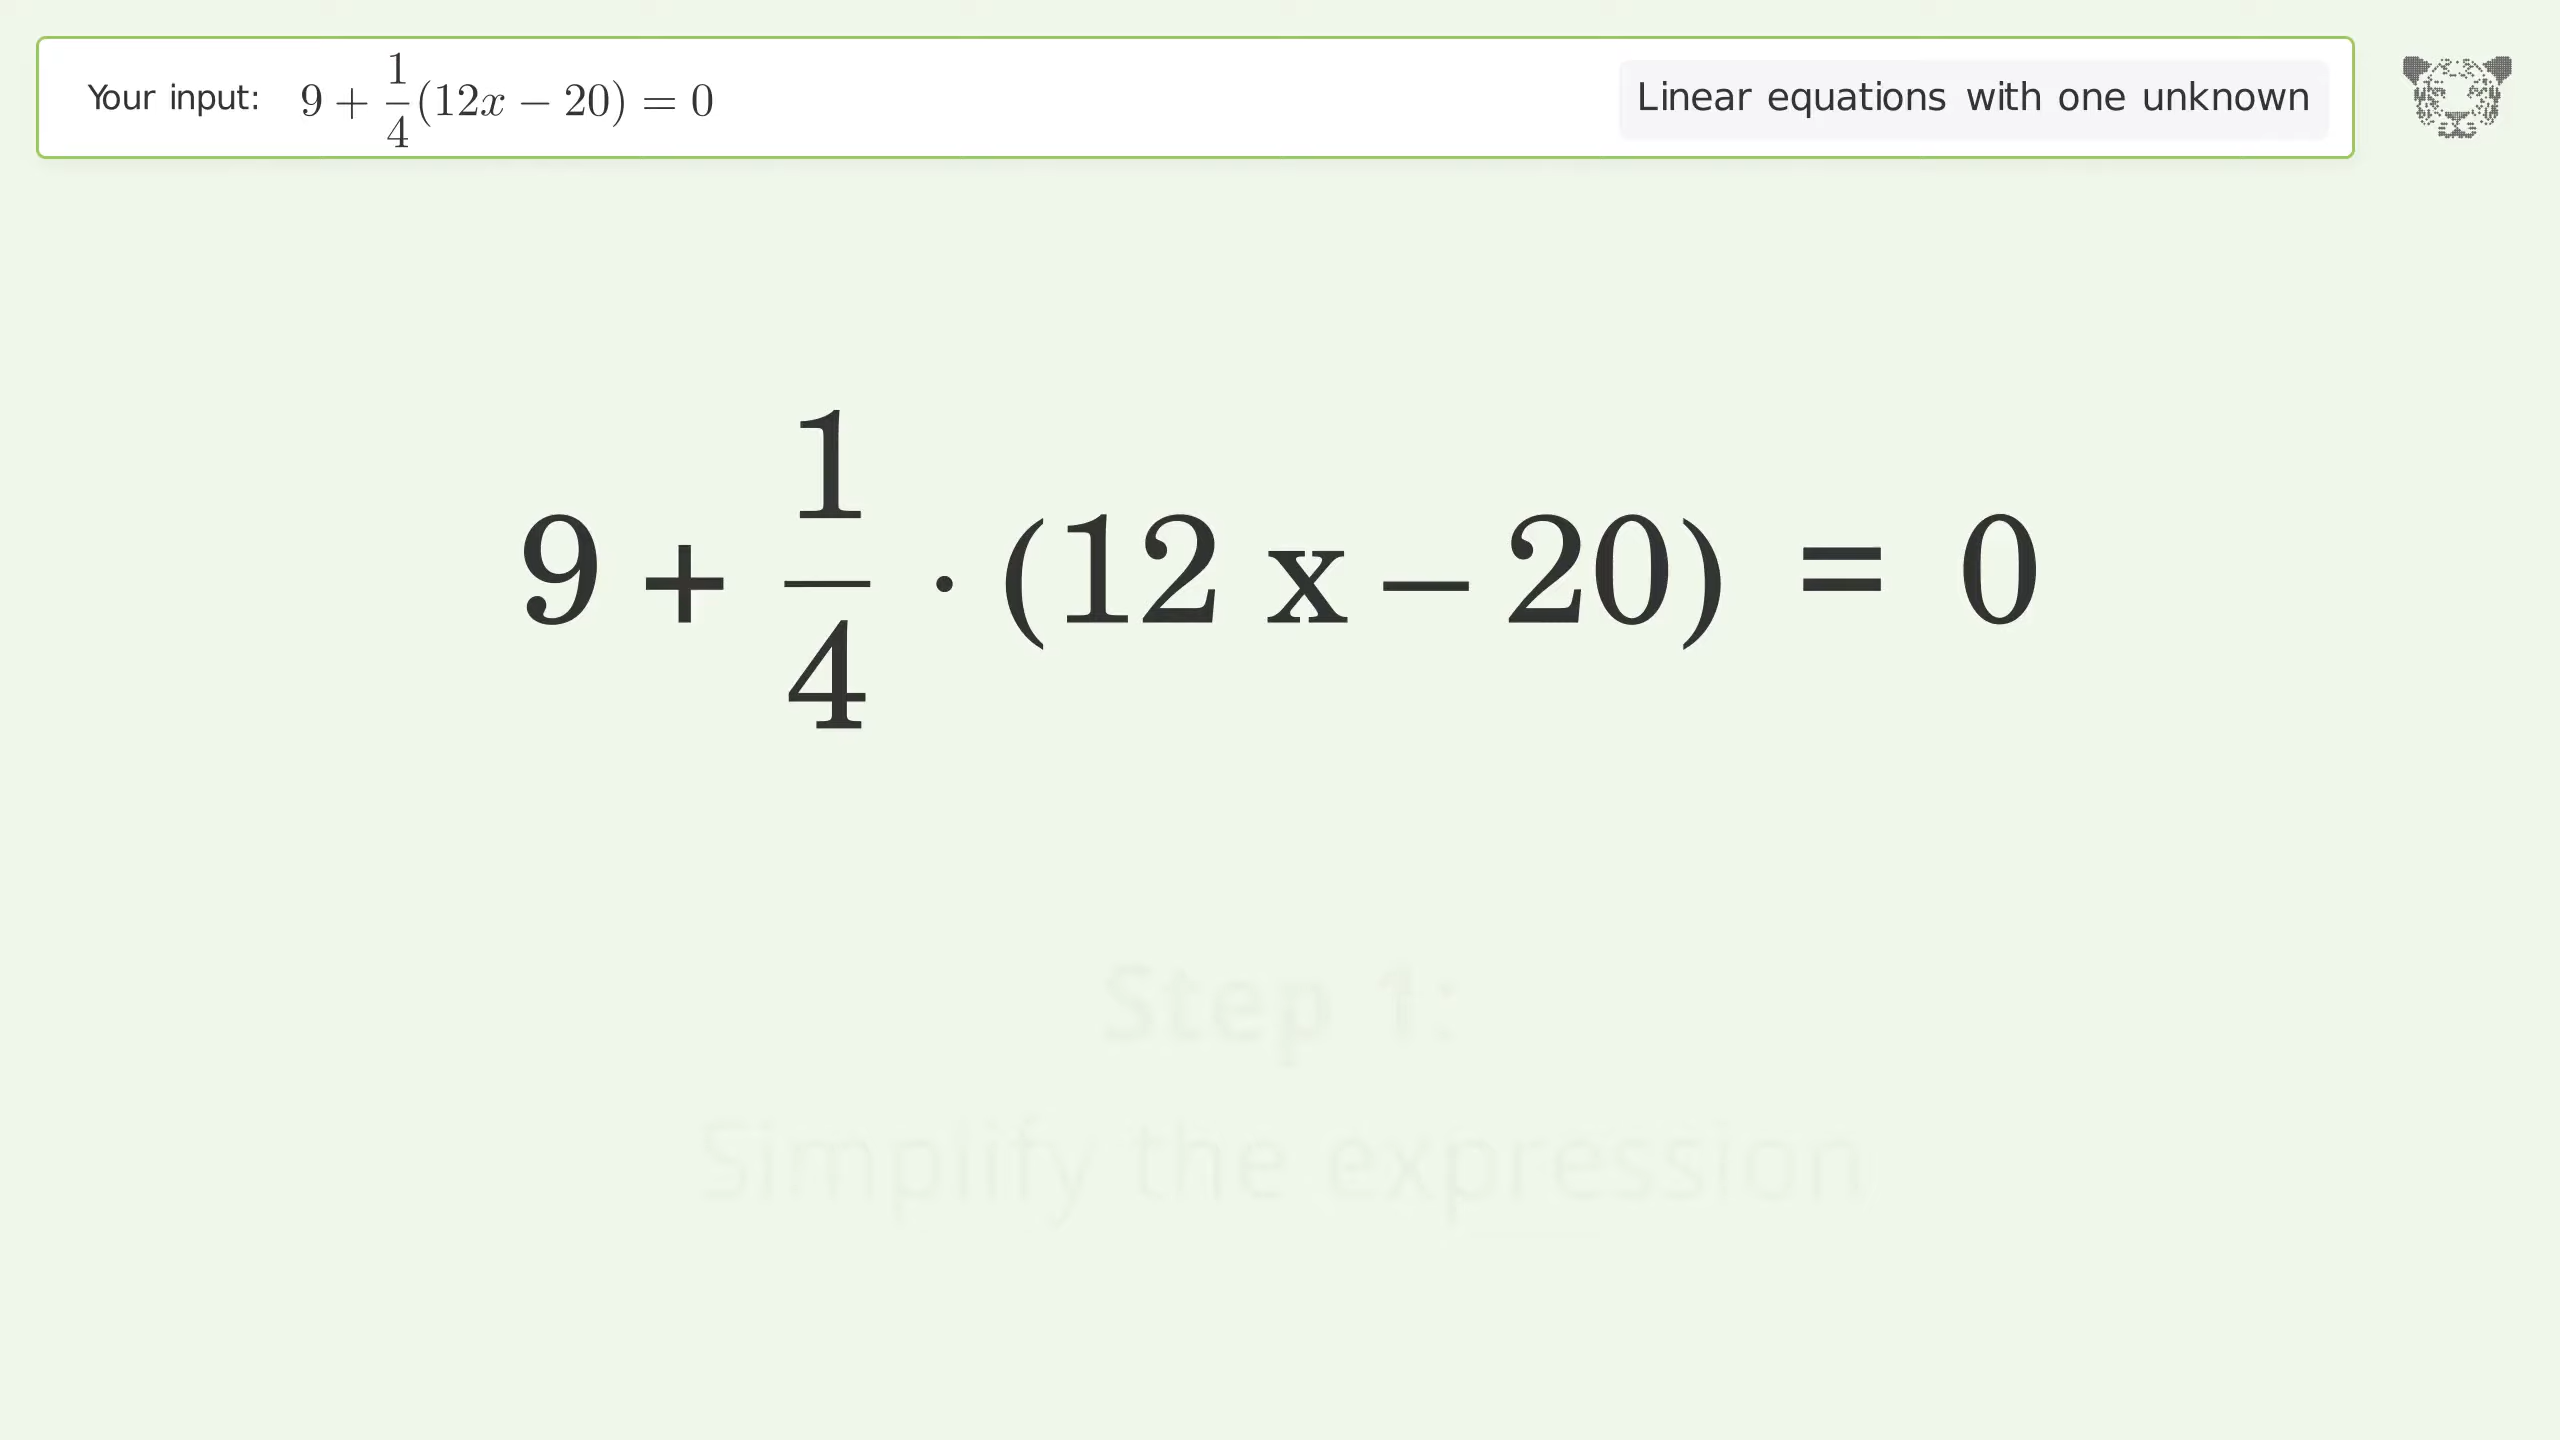 Your input: 9 + 1/4(12x − 20) = 0
Linear equations with one unknown
9 + 1/4 · (12 x − 20) = 0
Step 1:
Simplify the expression